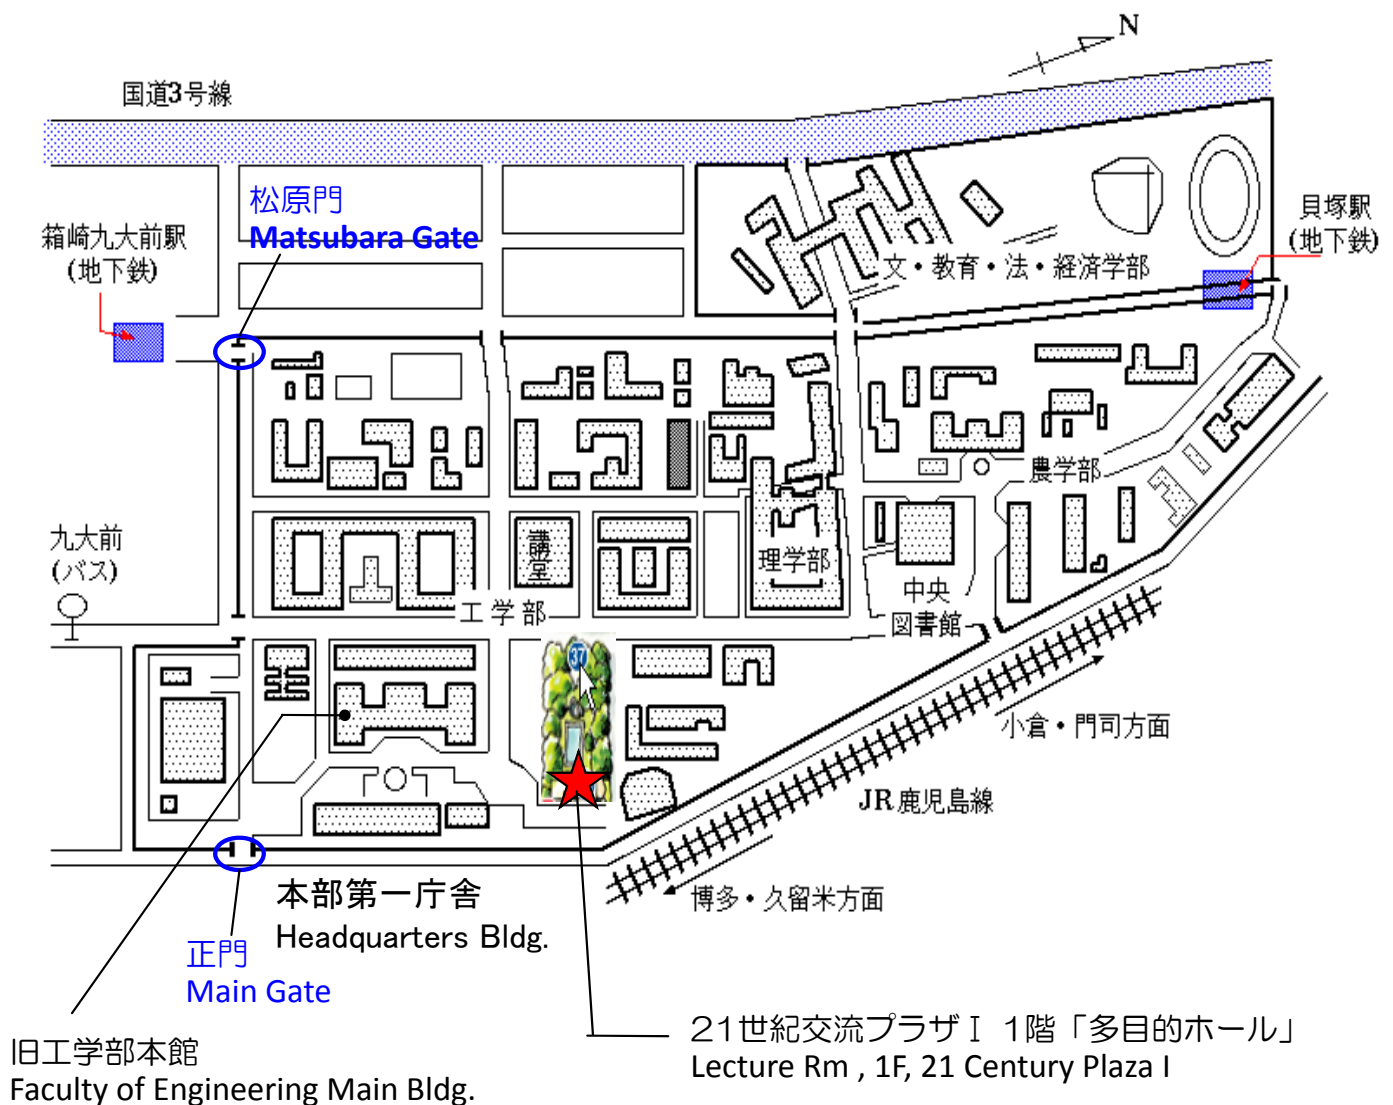 N
国道3号線
松原門
Matsubara Gate
箱崎九大前駅
(地下鉄)
貝塚駅
(地下鉄)
文・教育・法・経済学部
農学部
九大前
(バス)
講
堂
理学部
中央
図書館
工学部
37
小倉・門司方面
JR鹿児島線
博多・久留米方面
本部第一庁舎
Headquarters Bldg.
正門
Main Gate
21世紀交流プラザⅠ 1階「多目的ホール」
Lecture Rm , 1F, 21 Century Plaza I
旧工学部本館
Faculty of Engineering Main Bldg.